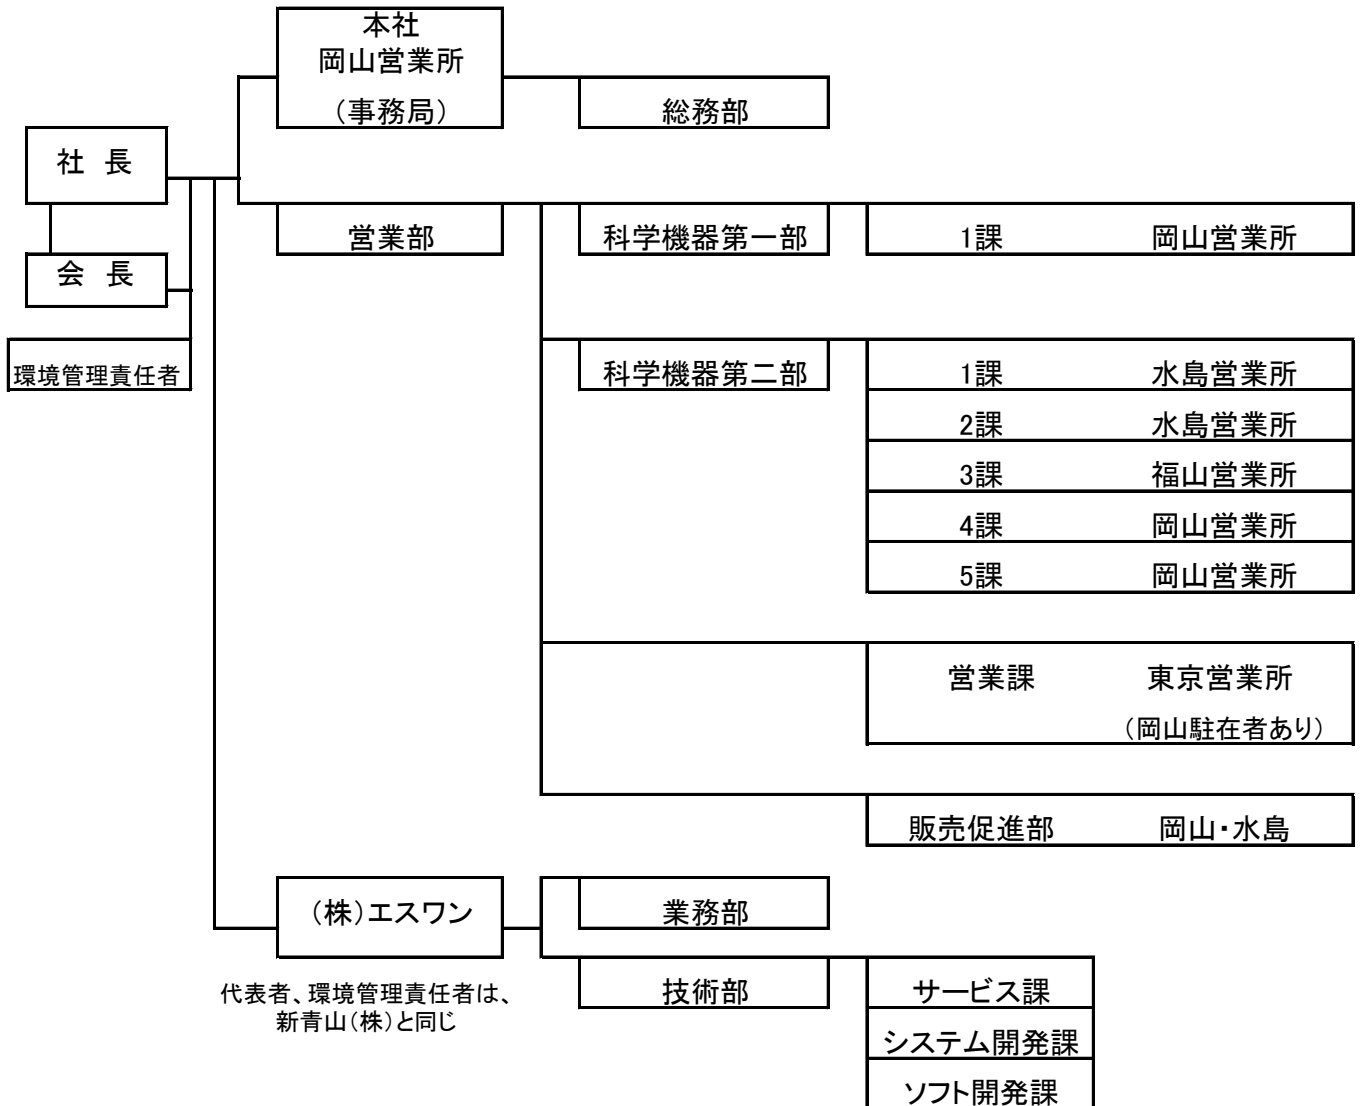 本社
岡山営業所
（事務局）
総務部
社 長
営業部
科学機器第一部
1課 岡山営業所
会 長
環境管理責任者
科学機器第二部
1課 水島営業所
2課 水島営業所
3課 福山営業所
4課 岡山営業所
5課 岡山営業所
営業課 東京営業所
（岡山駐在者あり）
販売促進部 岡山・水島
（株）エスワン
業務部
代表者、環境管理責任者は、
新青山（株）と同じ
技術部
サービス課
システム開発課
ソフト開発課